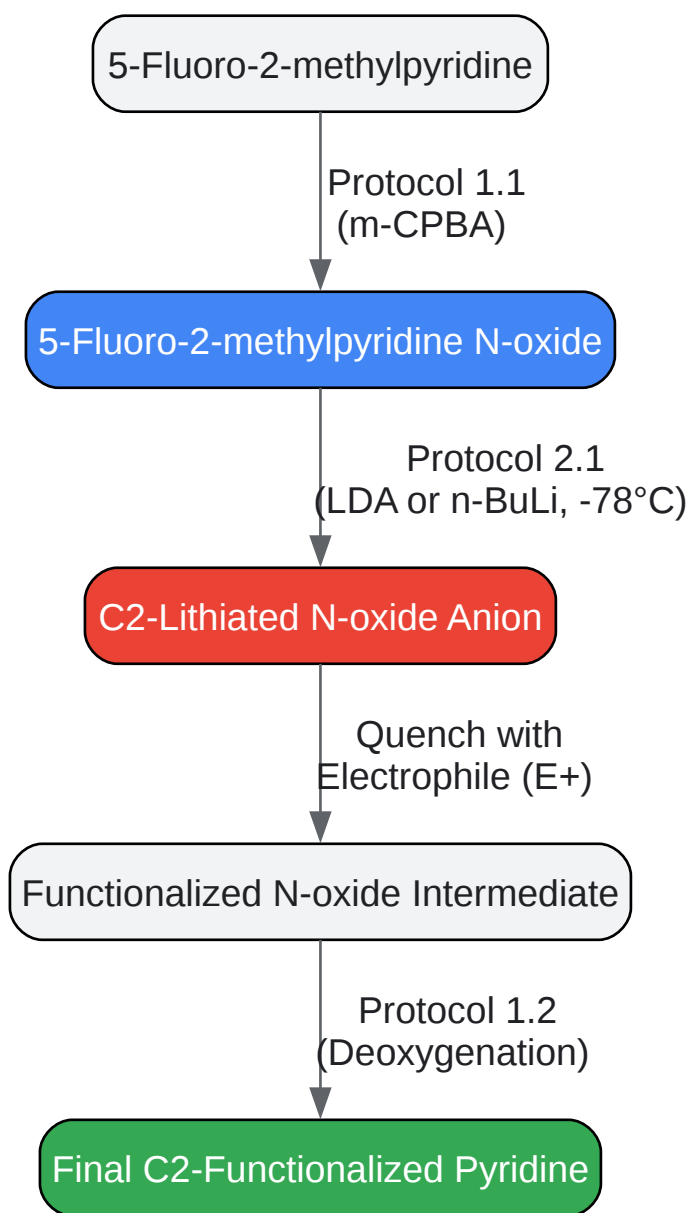 5-Fluoro-2-methylpyridine
Protocol 1.1
(m-CPBA)
5-Fluoro-2-methylpyridine N-oxide
Protocol 2.1
(LDA or n-BuLi, -78°C)
C2-Lithiated N-oxide Anion
Quench with
Electrophile (E+)
Functionalized N-oxide Intermediate
Protocol 1.2
(Deoxygenation)
Final C2-Functionalized Pyridine